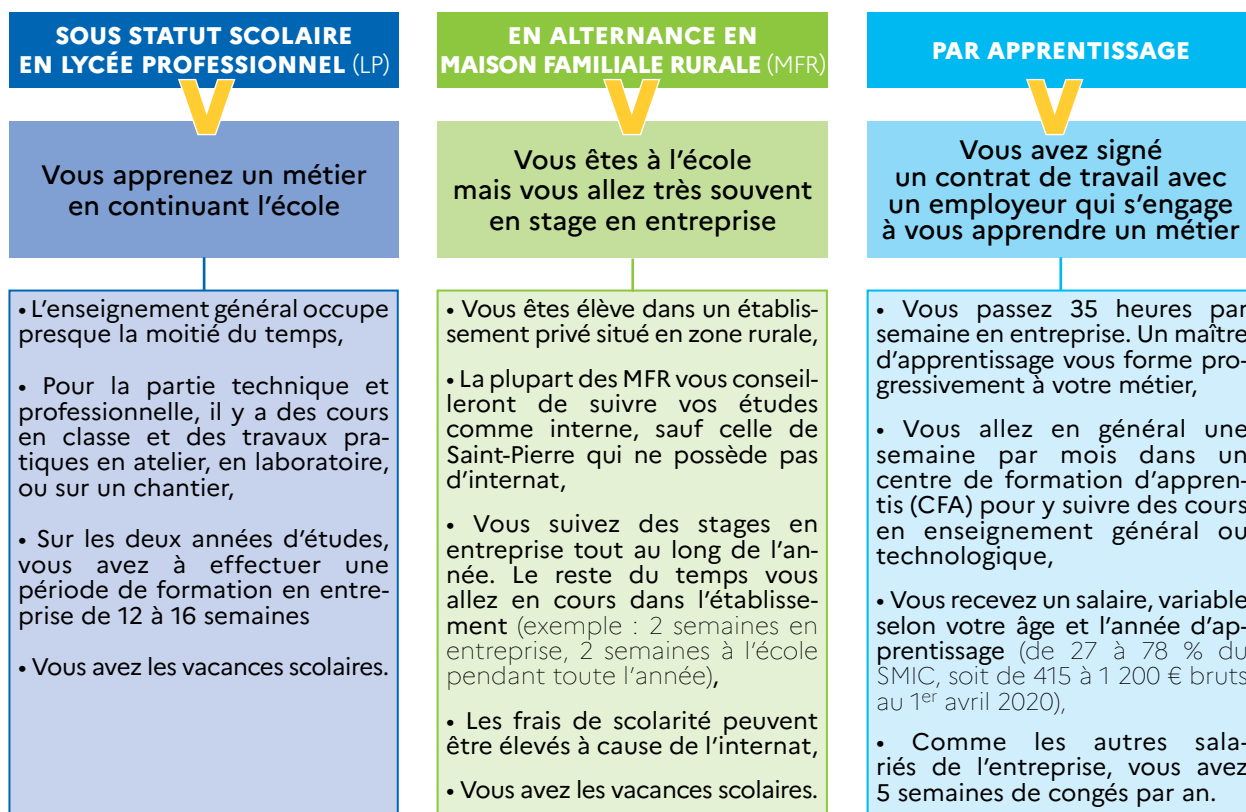 SOUS STATUT SCOLAIRE
EN LYCÉE PROFESSIONNEL (LP)
Vous apprenez un métier
en continuant l'école
• L'enseignement général occupe
presque la moitié du temps,
• Pour la partie technique et
professionnelle, il y a des cours
en classe et des travaux pra-
tiques en atelier, en laboratoire,
ou sur un chantier,
• Sur les deux années d'études,
vous avez à effectuer une
période de formation en entre-
prise de 12 à 16 semaines
• Vous avez les vacances scolaires.
EN ALTERNANCE EN
MAISON FAMILIALE RURALE (MFR)
Vous êtes à l'école
mais vous allez très souvent
en stage en entreprise
• Vous êtes élève dans un établis-
sement privé situé en zone rurale,
• La plupart des MFR vous conseil-
leront de suivre vos études
comme interne, sauf celle de
Saint-Pierre qui ne possède pas
d'internat,
• Vous suivez des stages en
entreprise tout au long de l'an-
née. Le reste du temps vous
allez en cours dans l'établisse-
ment (exemple : 2 semaines en
entreprise, 2 semaines à l'école
pendant toute l'année),
• Les frais de scolarité peuvent
être élevés à cause de l'internat,
• Vous avez les vacances scolaires.
PAR APPRENTISSAGE
Vous avez signé
un contrat de travail avec
un employeur qui s'engage
à vous apprendre un métier
• Vous passez 35 heures par
semaine en entreprise. Un maître
d'apprentissage vous forme pro-
gressivement à votre métier,
• Vous allez en général une
semaine par mois dans un
centre de formation d'appren-
tis (CFA) pour y suivre des cours
en enseignement général ou
technologique,
• Vous recevez un salaire, variable
selon votre âge et l'année d'ap-
prentissage (de 27 à 78 % du
SMIC, soit de 415 à 1 200 € bruts
au 1er avril 2020),
• Comme les autres sala-
riés de l'entreprise, vous avez
5 semaines de congés par an.